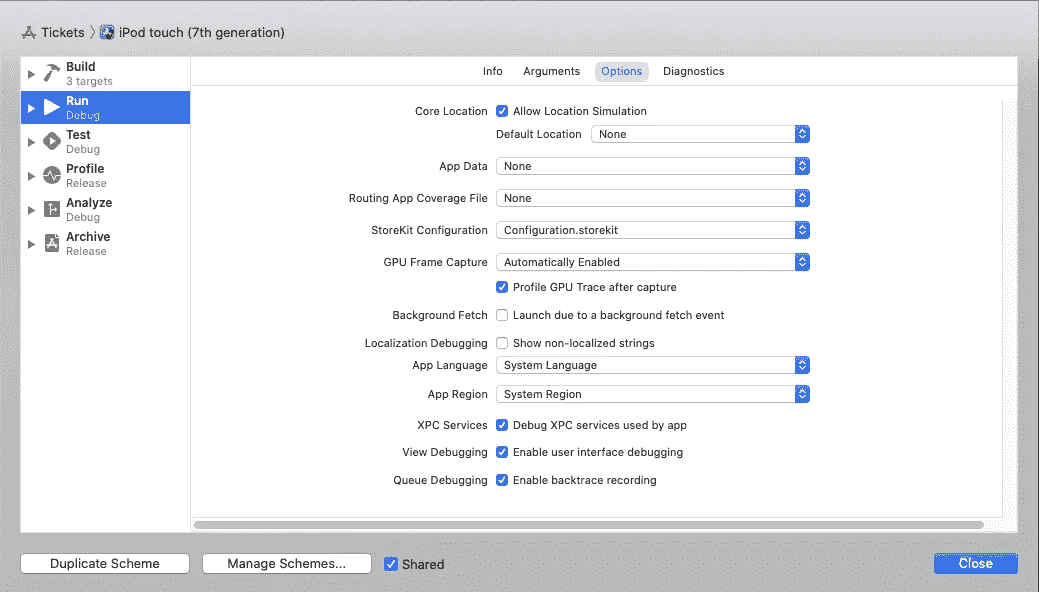 Tickets 〉 iPod touch (7th generation)
Build
3 targets
Run
Debug
Test
Debug
Profile
Release
Analyze
Debug
Archive
Release
Info Arguments Options Diagnostics
Core Location Allow Location Simulation
Default Location None
App Data None
Routing App Coverage File None
StoreKit Configuration Configuration.storekit
GPU Frame Capture Automatically Enabled
Profile GPU Trace after capture
Background Fetch Launch due to a background fetch event
Localization Debugging Show non-localized strings
App Language System Language
App Region System Region
XPC Services Debug XPC services used by app
View Debugging Enable user interface debugging
Queue Debugging Enable backtrace recording
Duplicate Scheme Manage Schemes... Shared Close